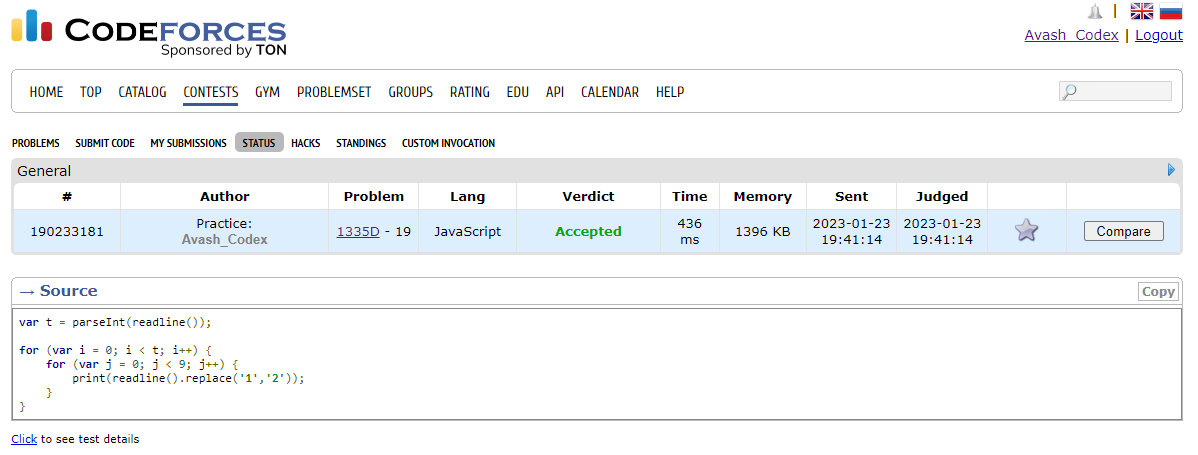 CODEFORCES
Sponsored by TON
Avash_Codex | Logout
HOME TOP CATALOG CONTESTS GYM PROBLEMSET GROUPS RATING EDU API CALENDAR HELP
PROBLEMS SUBMIT CODE MY SUBMISSIONS STATUS HACKS STANDINGS CUSTOM INVOCATION
General
# Author Problem Lang Verdict Time Memory Sent Judged
190233181 Practice: Avash_Codex 1335D - 19 JavaScript Accepted 436 ms 1396 KB 2023-01-23 19:41:14 2023-01-23 19:41:14 Compare
→ Source Copy
var t = parseInt(readline());
for (var i = 0; i < t; i++) {
    for (var j = 0; j < 9; j++) {
        print(readline().replace('1','2'));
    }
}
Click to see test details